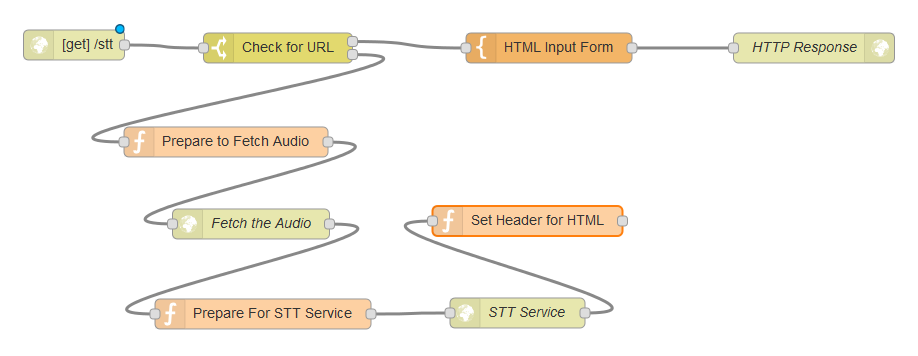 [get] /stt
Check for URL
HTML Input Form
HTTP Response
Prepare to Fetch Audio
Fetch the Audio
Set Header for HTML
Prepare For STT Service
STT Service